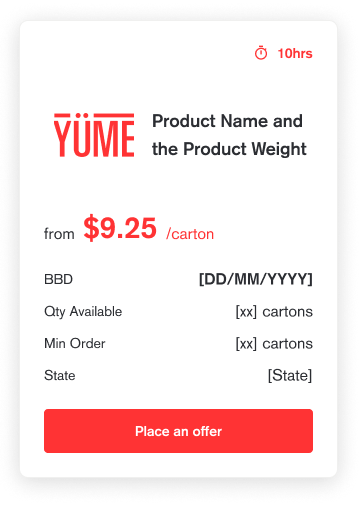 10hrs
YÜME
Product Name and
the Product Weight
from $9.25 /carton
BBD [DD/MM/YYYY]
Qty Available [xx] cartons
Min Order [xx] cartons
State [State]
Place an offer